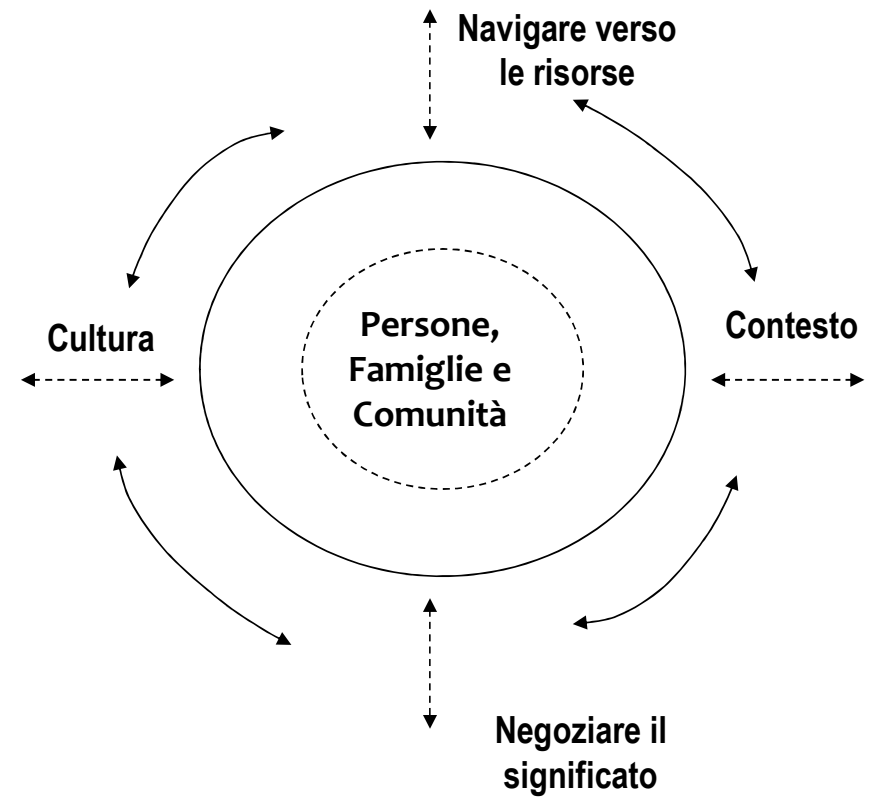 Navigare verso
le risorse
Cultura
Persone,
Famiglie e
Comunità
Contesto
Negoziare il
significato